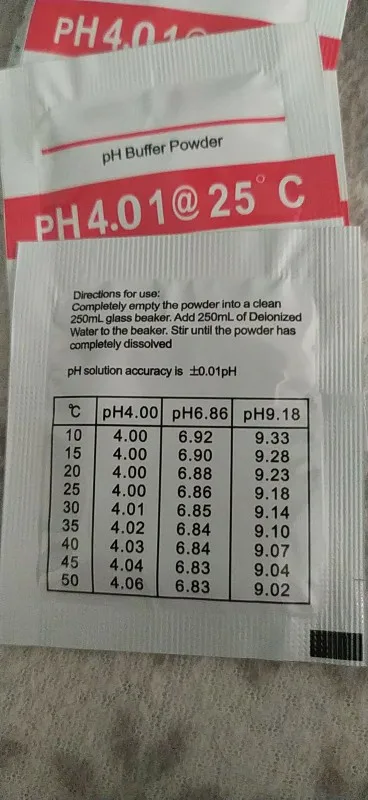 PH4.01@
pH Buffer Powder
PH4.01@25°C
Directions for use:
Completely empty the powder into a clean
250mL glass beaker. Add 250mL of Deionized
Water to the beaker. Stir until the powder has
completely dissolved
pH solution accuracy is ±0.01pH
℃ pH4.00 pH6.86 pH9.18
10 4.00 6.92 9.33
15 4.00 6.90 9.28
20 4.00 6.88 9.23
25 4.00 6.86 9.18
30 4.01 6.85 9.14
35 4.02 6.84 9.10
40 4.03 6.84 9.07
45 4.04 6.83 9.04
50 4.06 6.83 9.02